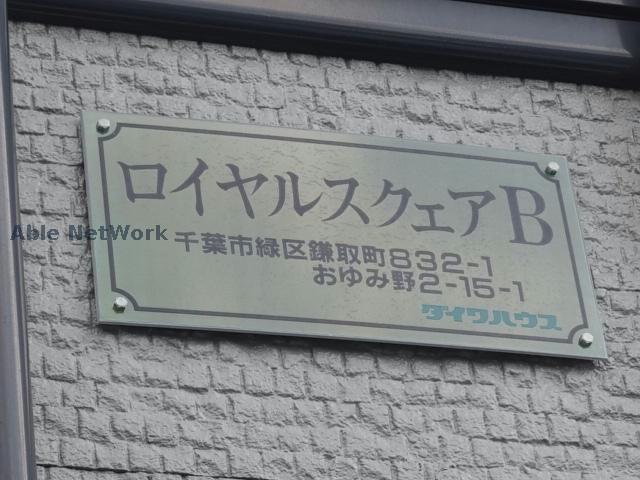 ロイヤルスクェアB
千葉市緑区鎌取町832-1
おゆみ野2-15-1
ダイワハウス
Able NetWork